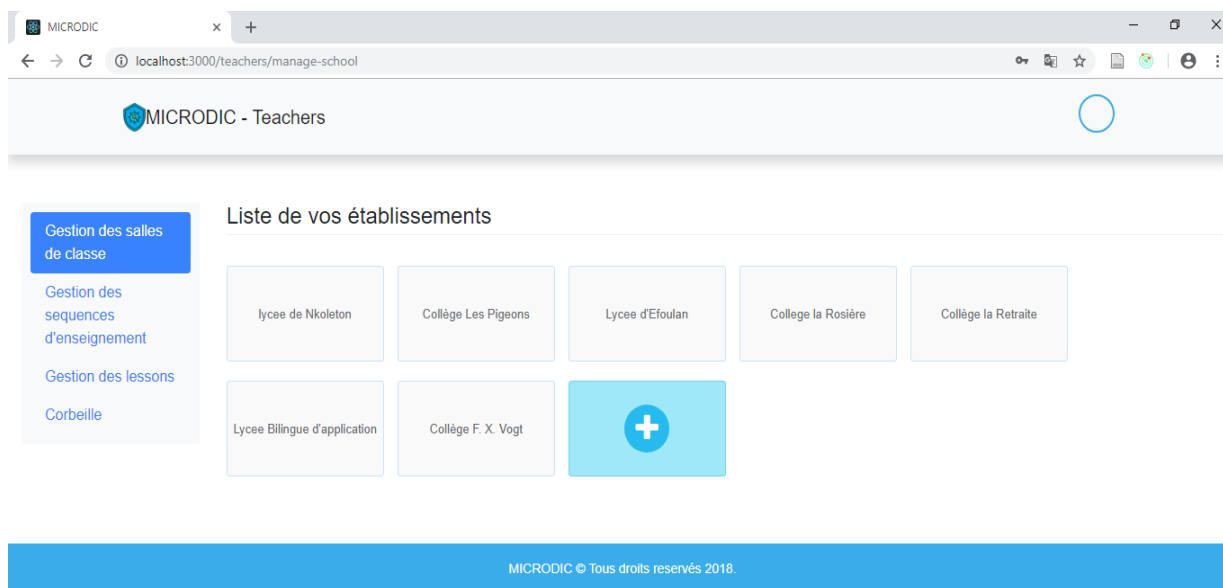 MICRODIC
localhost:3000/teachers/manage-school
MICRODIC - Teachers
Liste de vos établissements
Gestion des salles
de classe
Gestion des
sequences
d'enseignement
Gestion des lessons
Corbeille
lycee de Nkoleton
Collège Les Pigeons
Lycee d'Efoulan
College la Rosière
Collège la Retraite
Lycee Bilingue d'application
Collège F. X. Vogt
MICRODIC © Tous droits reservés 2018.